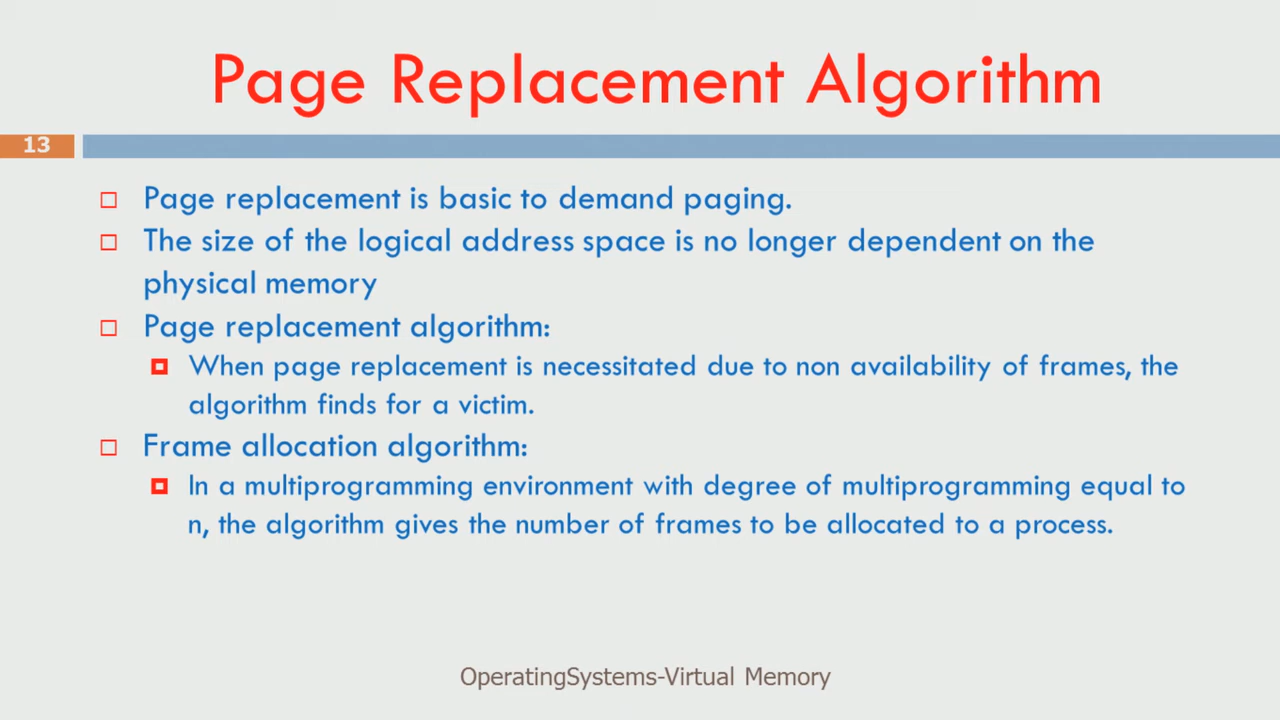 Page Replacement Algorithm
13
Page replacement is basic to demand paging.
The size of the logical address space is no longer dependent on the
physical memory
Page replacement algorithm:
When page replacement is necessitated due to non availability of frames, the
algorithm finds for a victim.
Frame allocation algorithm:
In a multiprogramming environment with degree of multiprogramming equal to
n, the algorithm gives the number of frames to be allocated to a process.
OperatingSystems-Virtual Memory